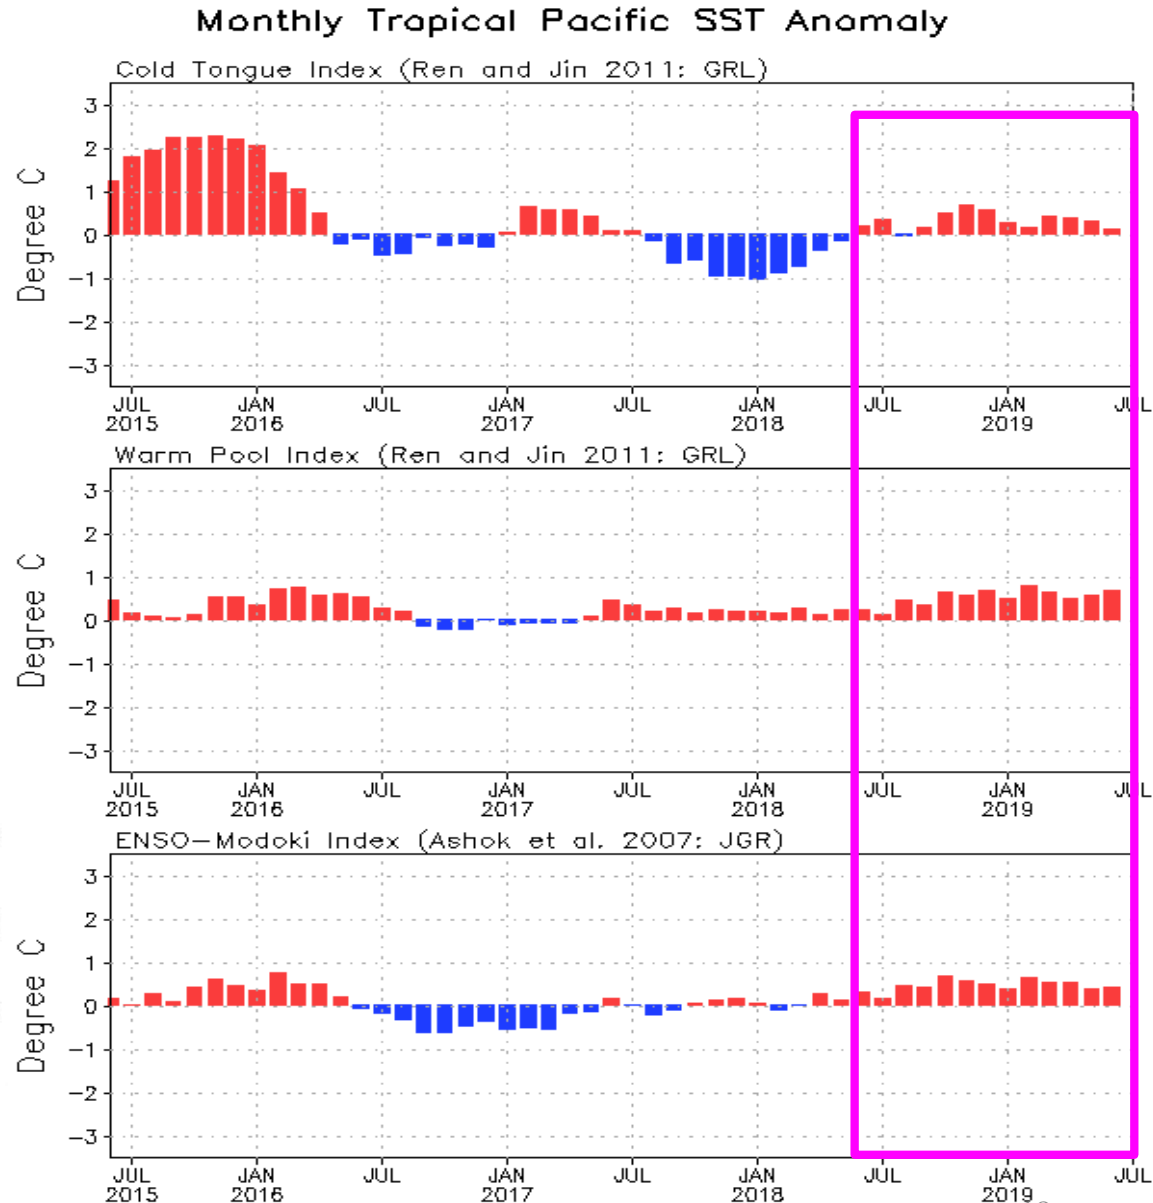 Monthly Tropical Pacific SST Anomaly
Cold Tongue Index (Ren and Jin 2011: GRL)
Degree C
3
2
1
0
−1
−2
−3
JUL JAN JUL JAN JUL JAN JUL JAN JUL
2015 2016 2017 2018 2019
Warm Pool Index (Ren and Jin 2011: GRL)
Degree C
3
2
1
0
−1
−2
−3
JUL JAN JUL JAN JUL JAN JUL JAN JUL
2015 2016 2017 2018 2019
ENSO−Modoki Index (Ashok et al. 2007: JGR)
Degree C
3
2
1
0
−1
−2
−3
JUL JAN JUL JAN JUL JAN JUL JAN JUL
2015 2016 2017 2018 2019